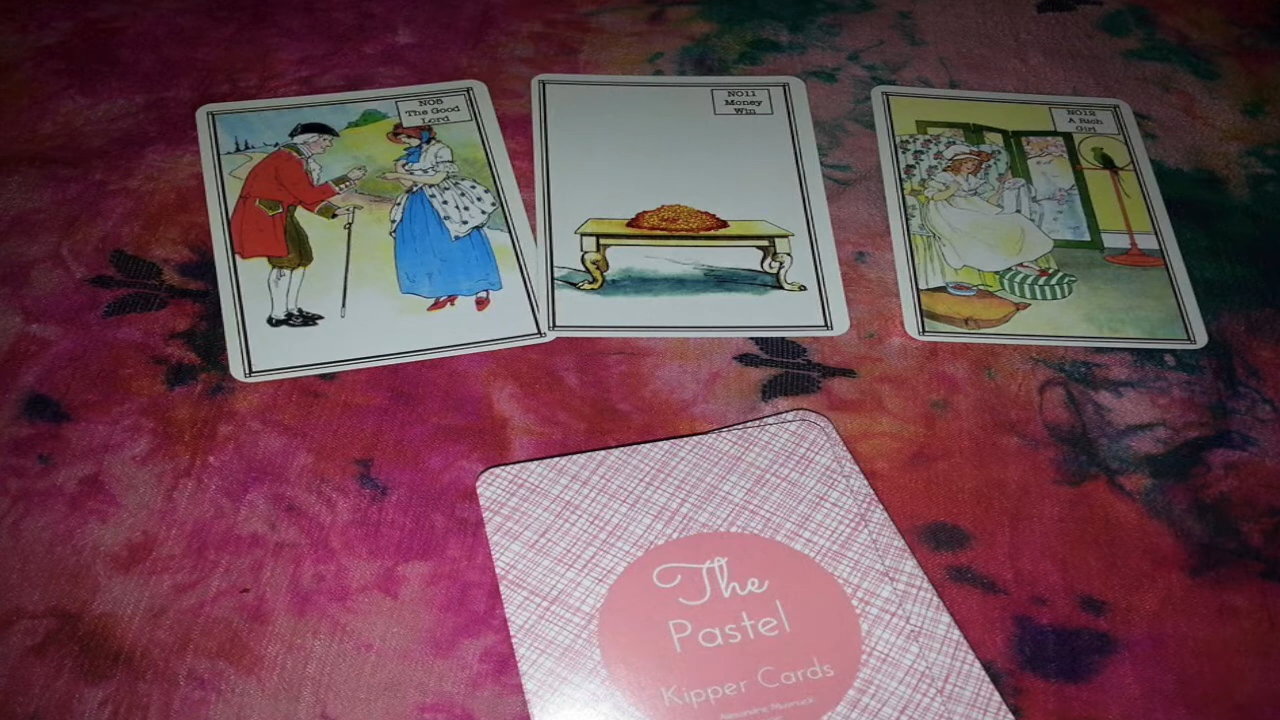 NO5
The Good
Lord
NO11
Money
Win
NO12
A Rich
Girl
The
Pastel
Kipper Cards